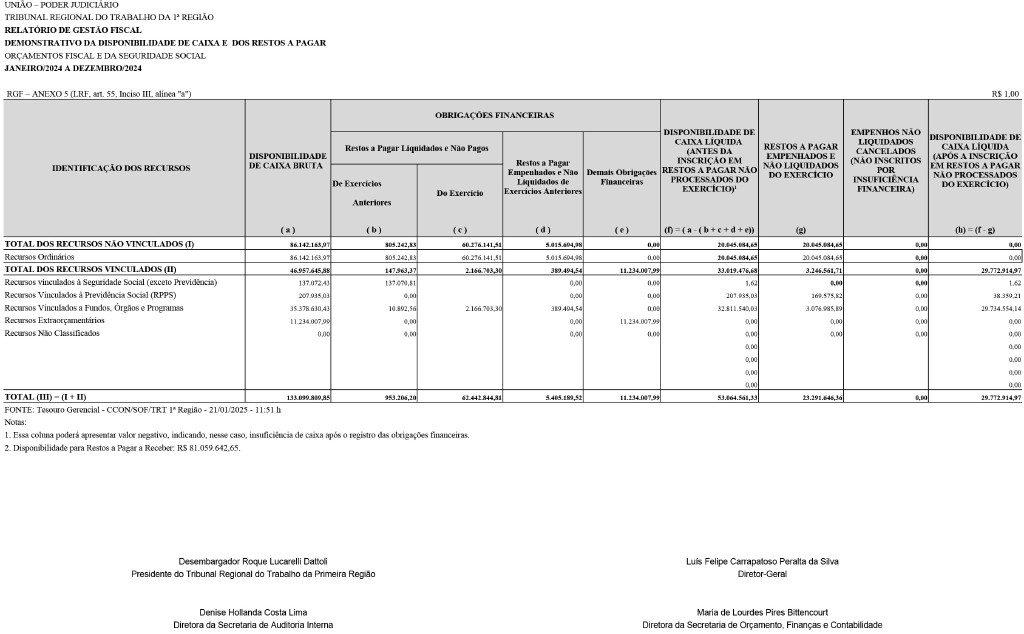 UNIÃO – PODER JUDICIÁRIO
TRIBUNAL REGIONAL DO TRABALHO DA 1ª REGIÃO
RELATÓRIO DE GESTÃO FISCAL
DEMONSTRATIVO DA DISPONIBILIDADE DE CAIXA E DOS RESTOS A PAGAR
ORÇAMENTOS FISCAL E DA SEGURIDADE SOCIAL
JANEIRO/2024 A DEZEMBRO/2024
RGF – ANEXO 5 (LRF, art. 55, Inciso III, alínea "a") R$ 1,00
IDENTIFICAÇÃO DOS RECURSOS
DISPONIBILIDADE DE CAIXA BRUTA
OBRIGAÇÕES FINANCEIRAS
Restos a Pagar Liquidados e Não Pagos
De Exercícios Anteriores
Do Exercício
Restos a Pagar Empenhados e Não Liquidados de Exercícios Anteriores
Demais Obrigações Financeiras
DISPONIBILIDADE DE CAIXA LÍQUIDA (ANTES DA INSCRIÇÃO EM RESTOS A PAGAR NÃO PROCESSADOS DO EXERCÍCIO)¹
RESTOS A PAGAR EMPENHADOS E NÃO LIQUIDADOS DO EXERCÍCIO
EMPENHOS NÃO LIQUIDADOS CANCELADOS (NÃO INSCRITOS POR INSUFICIÊNCIA FINANCEIRA)
DISPONIBILIDADE DE CAIXA LÍQUIDA (APÓS A INSCRIÇÃO EM RESTOS A PAGAR NÃO PROCESSADOS DO EXERCÍCIO)
( a ) ( b ) ( c ) ( d ) ( e ) (f) = ( a - ( b + c + d + e)) (g) (h) = (f - g)
TOTAL DOS RECURSOS NÃO VINCULADOS (I) 86.142.163,97 805.242,83 60.276.141,51 5.015.694,98 0,00 20.045.084,65 20.045.084,65 0,00 0,00
Recursos Ordinários 86.142.163,97 805.242,83 60.276.141,51 5.015.694,98 0,00 20.045.084,65 20.045.084,65 0,00 0,00
TOTAL DOS RECURSOS VINCULADOS (II) 46.957.645,88 147.963,37 2.166.703,30 389.494,54 11.234.007,99 33.019.476,68 3.246.561,71 0,00 29.772.914,97
Recursos vinculados à Seguridade Social (exceto Previdência) 137.072,43 137.070,81 0,00 0,00 1,62 0,00 0,00 1,62
Recursos Vinculados à Previdência Social (RPPS) 207.935,03 0,00 0,00 0,00 207.935,03 169.575,82 0,00 38.359,21
Recursos Vinculados a Fundos, Órgãos e Programas 35.378.630,43 10.892,56 2.166.703,30 389.494,54 0,00 32.811.540,03 3.076.985,89 0,00 29.734.554,14
Recursos Extraorçamentários 11.234.007,99 0,00 0,00 11.234.007,99 0,00 0,00 0,00 0,00
Recursos Não Classificados 0,00 0,00 0,00 0,00 0,00 0,00 0,00 0,00
0,00 0,00
0,00 0,00
0,00 0,00
0,00 0,00
TOTAL (III) = (I + II) 133.099.809,85 953.206,20 62.442.844,81 5.405.189,52 11.234.007,99 53.064.561,33 23.291.646,36 0,00 29.772.914,97
FONTE: Tesouro Gerencial - CCON/SOF/TRT 1ª Região - 21/01/2025 - 11:51 h
Notas:
1. Essa coluna poderá apresentar valor negativo, indicando, nesse caso, insuficiência de caixa após o registro das obrigações financeiras.
2. Disponibilidade para Restos a Pagar a Receber: R$ 81.059.642,65.
Desembargador Roque Lucarelli Dattoli
Presidente do Tribunal Regional do Trabalho da Primeira Região
Luís Felipe Carrapatoso Peralta da Silva
Diretor-Geral
Denise Hollanda Costa Lima
Diretora da Secretaria de Auditoria Interna
Maria de Lourdes Pires Bittencourt
Diretora da Secretaria de Orçamento, Finanças e Contabilidade